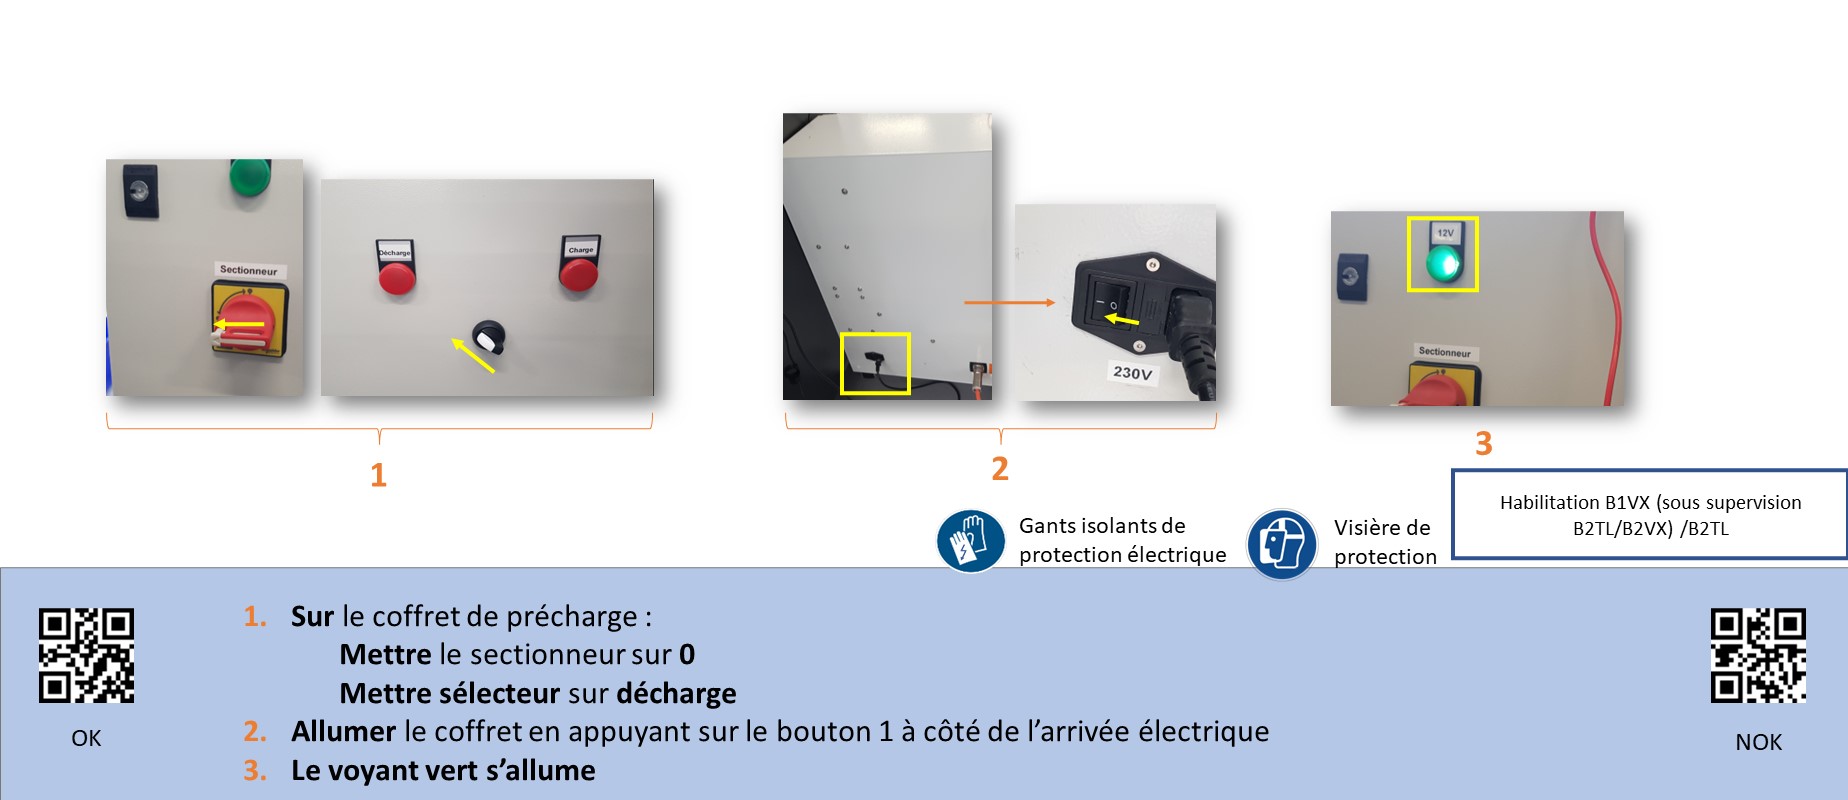 Sectionneur
Décharge
Charge
1
230V
2
12V
Sectionneur
3
Gants isolants de
protection électrique
Visière de
protection
Habilitation B1VX (sous supervision
B2TL/B2VX) /B2TL
OK
1. Sur le coffret de précharge :
Mettre le sectionneur sur 0
Mettre sélecteur sur décharge
2. Allumer le coffret en appuyant sur le bouton 1 à côté de l’arrivée électrique
3. Le voyant vert s’allume
NOK